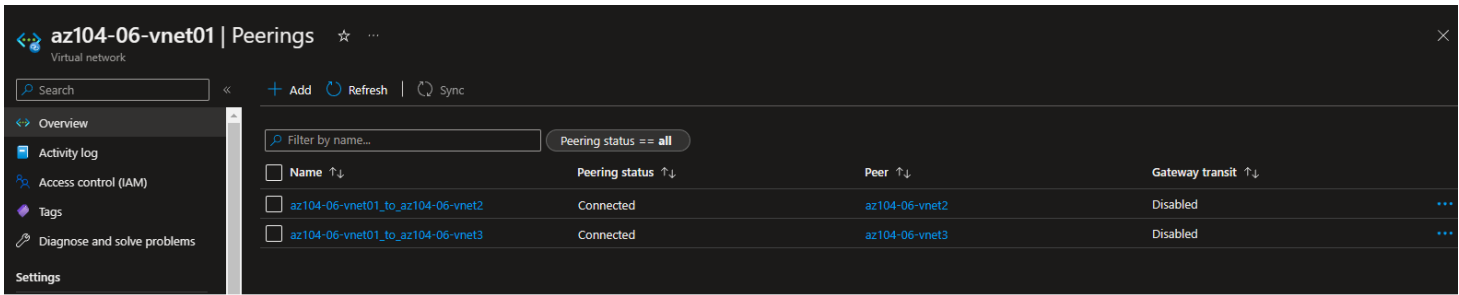 az104-06-vnet01 | Peerings ☆ ...
Virtual network
Search «
+ Add Refresh | Sync
Overview
Activity log
Access control (IAM)
Tags
Diagnose and solve problems
Settings
Filter by name... Peering status == all
Name ↑↓ Peering status ↑↓ Peer ↑↓ Gateway transit ↑↓
az104-06-vnet01_to_az104-06-vnet2 Connected az104-06-vnet2 Disabled ...
az104-06-vnet01_to_az104-06-vnet3 Connected az104-06-vnet3 Disabled ...